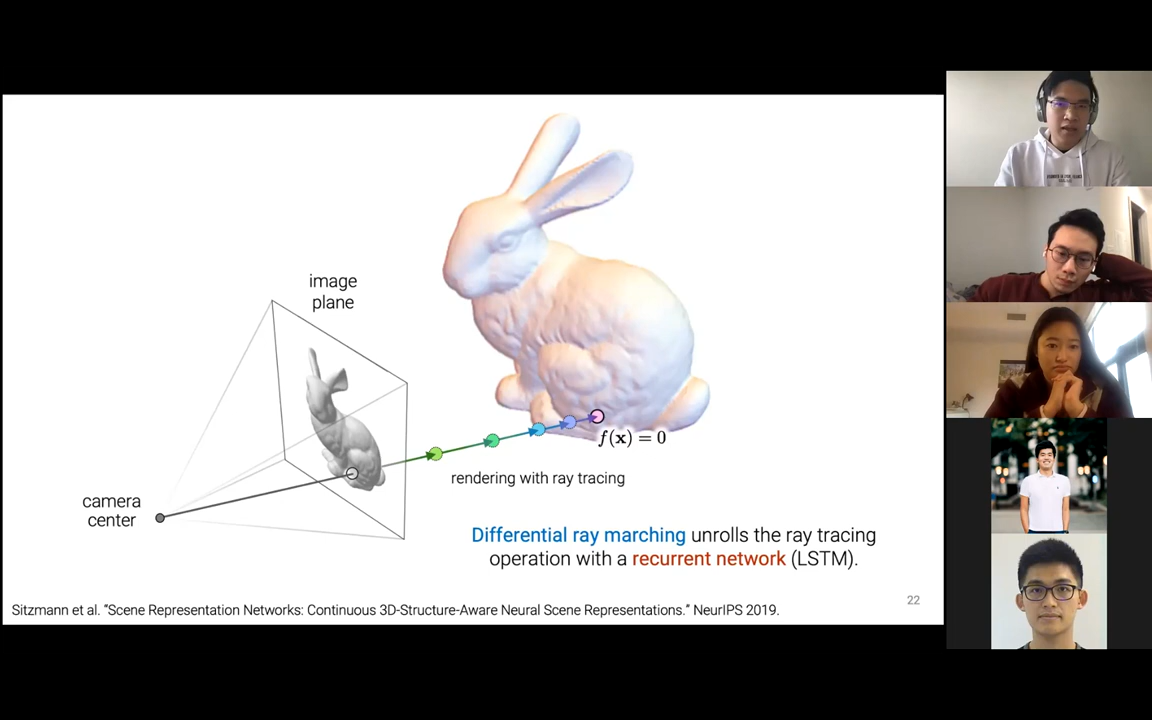 image
plane
f(x) = 0
rendering with ray tracing
camera
center
Differential ray marching unrolls the ray tracing
operation with a recurrent network (LSTM).
Sitzmann et al. “Scene Representation Networks: Continuous 3D-Structure-Aware Neural Scene Representations.” NeurIPS 2019.
22